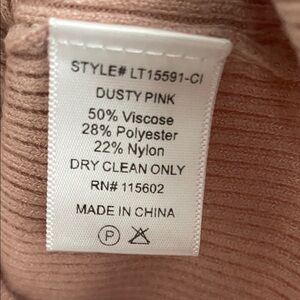 STYLE# LT15591-CI
DUSTY PINK
50% Viscose
28% Polyester
22% Nylon
DRY CLEAN ONLY
RN# 115602
MADE IN CHINA
P